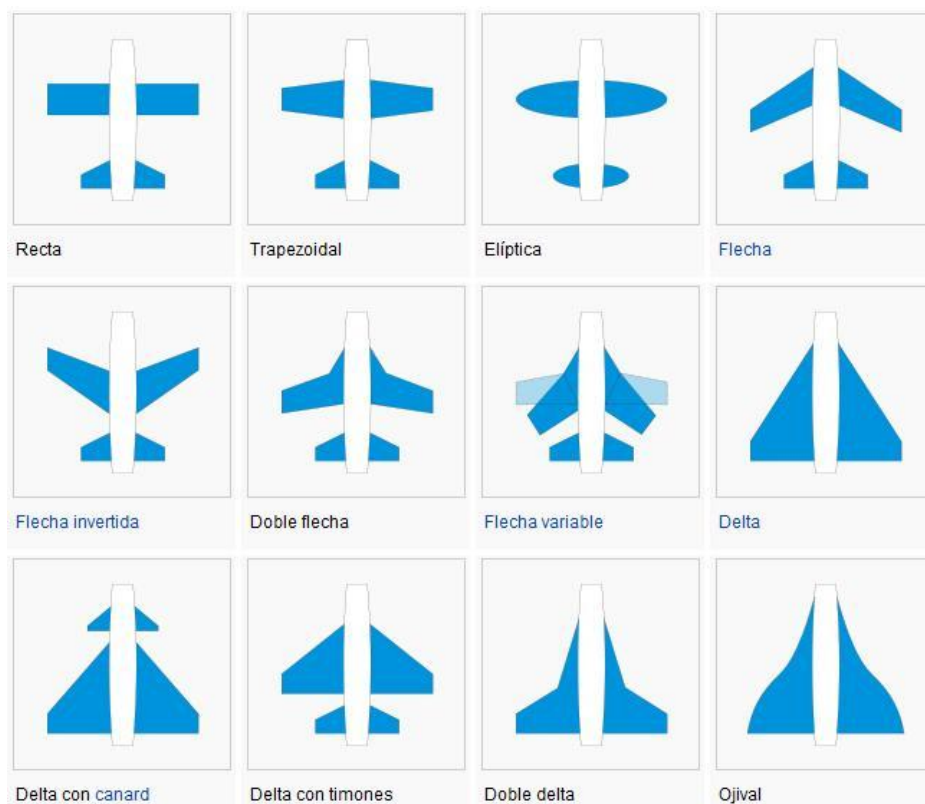 Recta
Trapezoidal
Elíptica
Flecha
Flecha invertida
Doble flecha
Flecha variable
Delta
Delta con canard
Delta con timones
Doble delta
Ojival